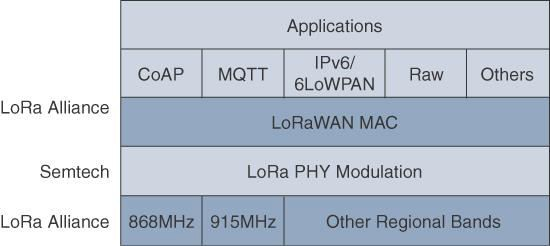 Applications
CoAP MQTT IPv6/ 6LoWPAN Raw Others
LoRa Alliance
LoRaWAN MAC
Semtech LoRa PHY Modulation
LoRa Alliance 868MHz 915MHz Other Regional Bands